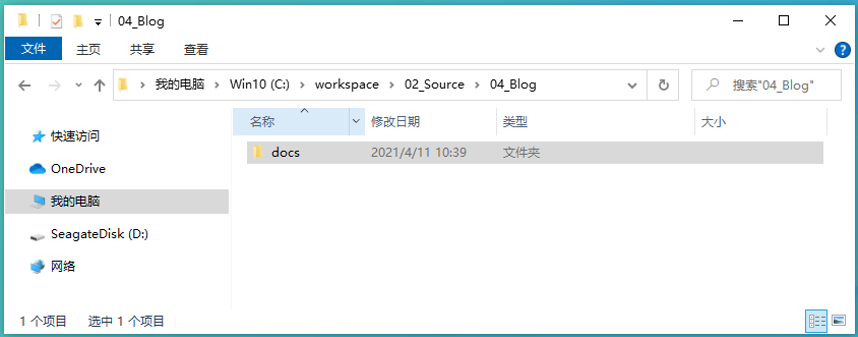 04_Blog
文件 主页 共享 查看
我的电脑 Win10 (C:) workspace 02_Source 04_Blog 搜索"04_Blog"
名称 修改日期 类型 大小
快速访问
docs 2021/4/11 10:39 文件夹
OneDrive
我的电脑
SeagateDisk (D:)
网络
1 个项目 选中 1 个项目